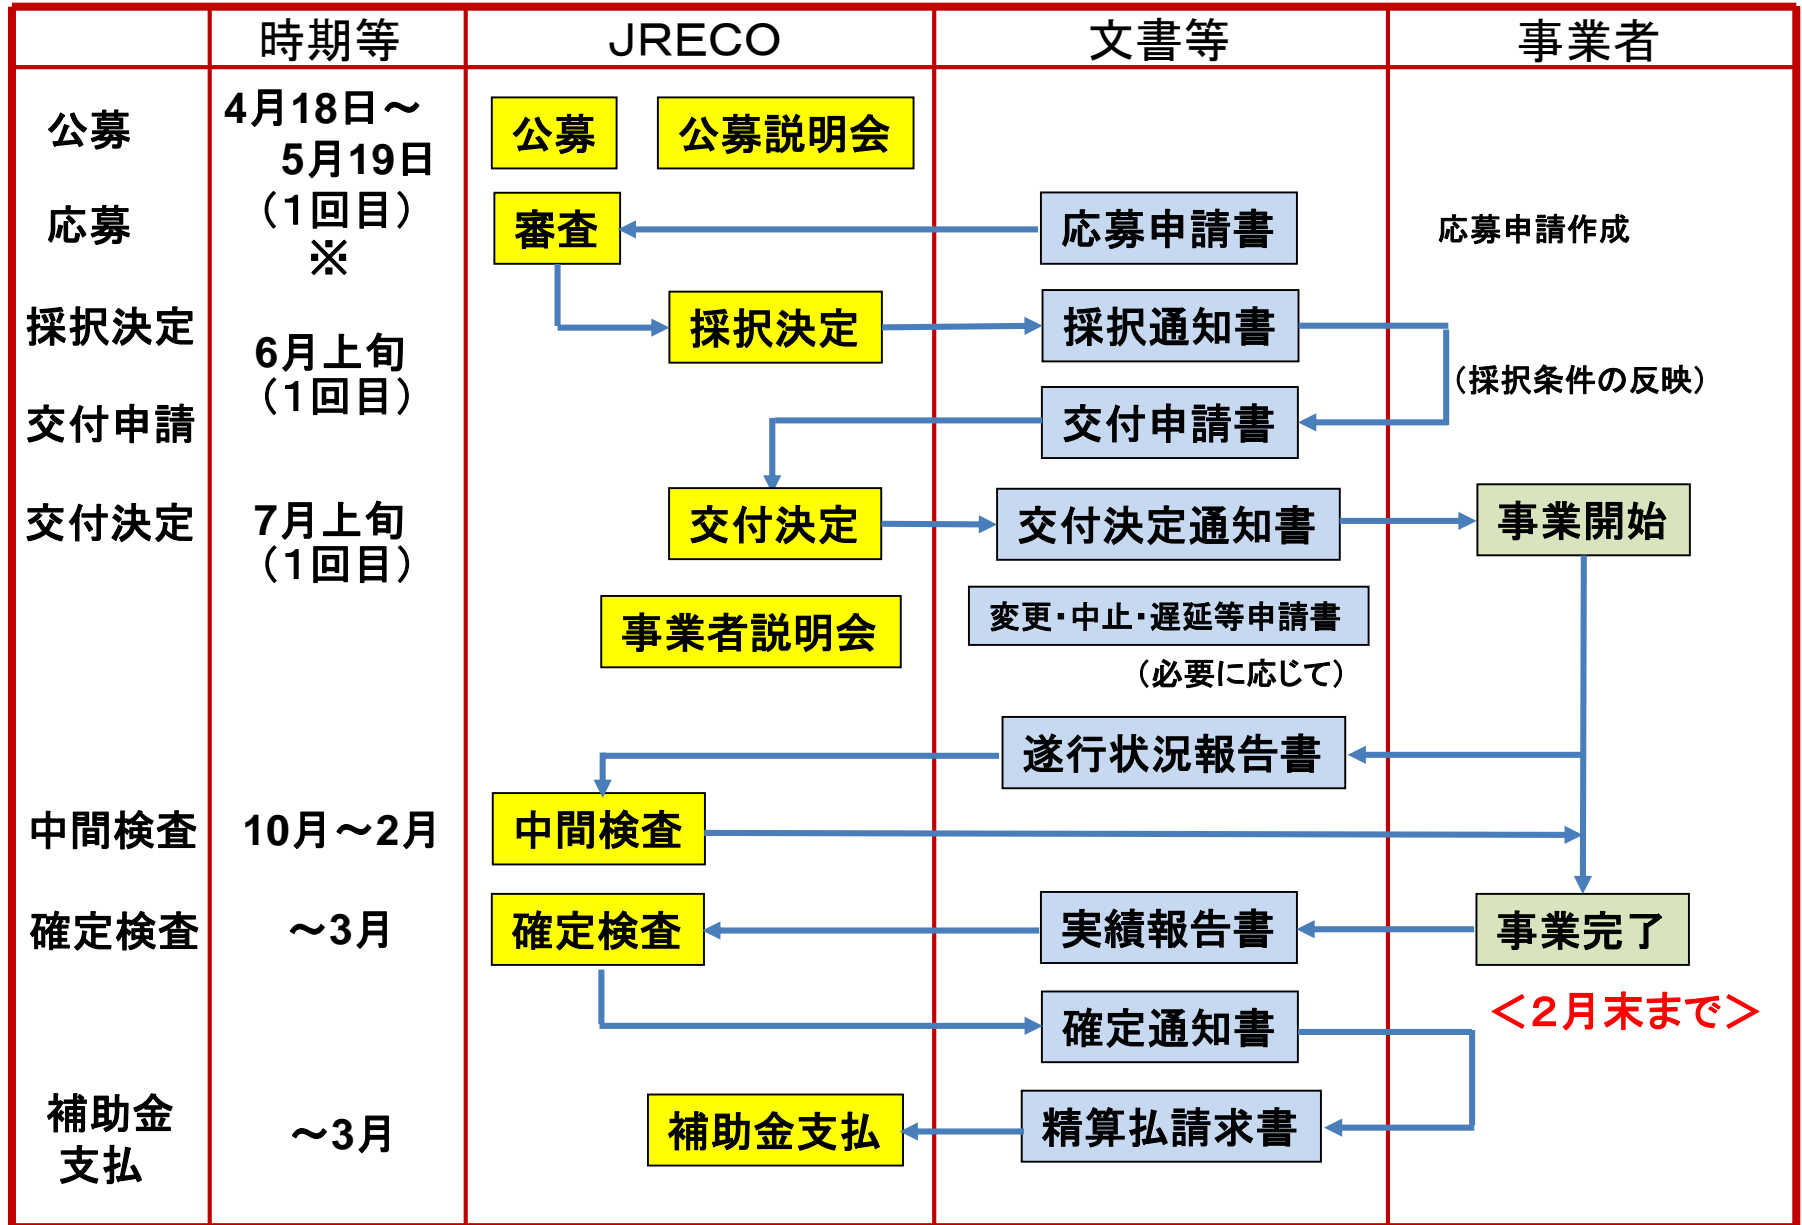 時期等
JRECO
文書等
事業者
公募
4月18日～
5月19日
（1回目）
※
公募
公募説明会
応募
審査
応募申請書
応募申請作成
採択決定
6月上旬
（1回目）
採択決定
採択通知書
（採択条件の反映）
交付申請
交付申請書
交付決定
7月上旬
（1回目）
交付決定
交付決定通知書
事業開始
事業者説明会
変更・中止・遅延等申請書
（必要に応じて）
遂行状況報告書
中間検査
10月～2月
中間検査
確定検査
～3月
確定検査
実績報告書
事業完了
＜2月末まで＞
確定通知書
補助金
支払
～3月
補助金支払
精算払請求書